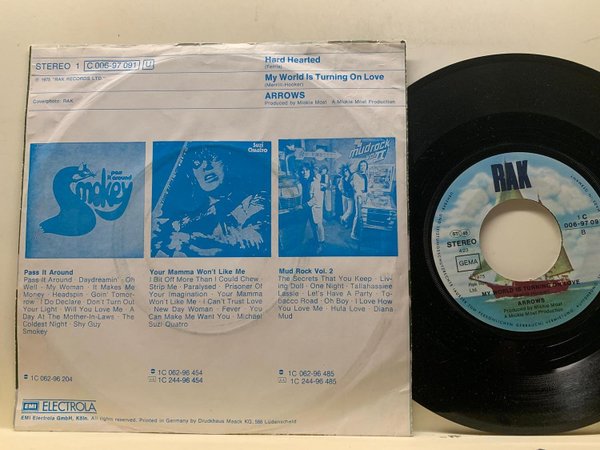 STEREO 1 C 006-97 091 U
℗ 1975 "RAK RECORDS LTD."
Coverphoto: RAK
Hard Hearted
My World Is Turning On Love
(Merrill-Hooker)
ARROWS
Produced by Mickie Most · A Mickie Most Production
pass it around
Smokey
Suzi
Quatro
mudrock
Pass It Around
Pass-It Around · Daydreamin' · Oh
Well · My Woman · It Makes Me
Money · Headspin · Goin' Tomor-
row · Do Declare · Don't Turn Out
Your Light · Will You Love Me · A
Day At The Mother-In-Laws · The
Coldest Night · Shy Guy
Smokey
1C 062-96 204
Your Mamma Won't Like Me
I Bit Off More Than I Could Chew
Strip Me · Paralysed · Prisoner Of
Your Imagination · Your Mamma
Won't Like Me · I Can't Trust Love
· New Day Woman · Fever · You
Can Make Me Want You · Michael
Suzi Quatro
1C 062-96 454
1C 244-96 454
Mud Rock Vol. 2
The Secrets That You Keep · Liv-
ing Doll · One Night · Tallahassiee
Lassie · Let's Have A Party · To-
bacco Road · Oh Boy · I Love How
You Love Me · Hula Love · Diana
Mud
1C 062-96 485
1C 244-96 485
EMI ELECTROLA
EMI Electrola GmbH, Köln. All rights reserved. Printed in Germany by Druckhaus Maack KG, 588 Lüdenscheid
RAK
1 C
006-97 091
B
ST 45
STEREO
GEMA
MY WORLD IS TURNING ON LOVE
ARROWS
Produced by Mickie Most
A Mickie Most Production